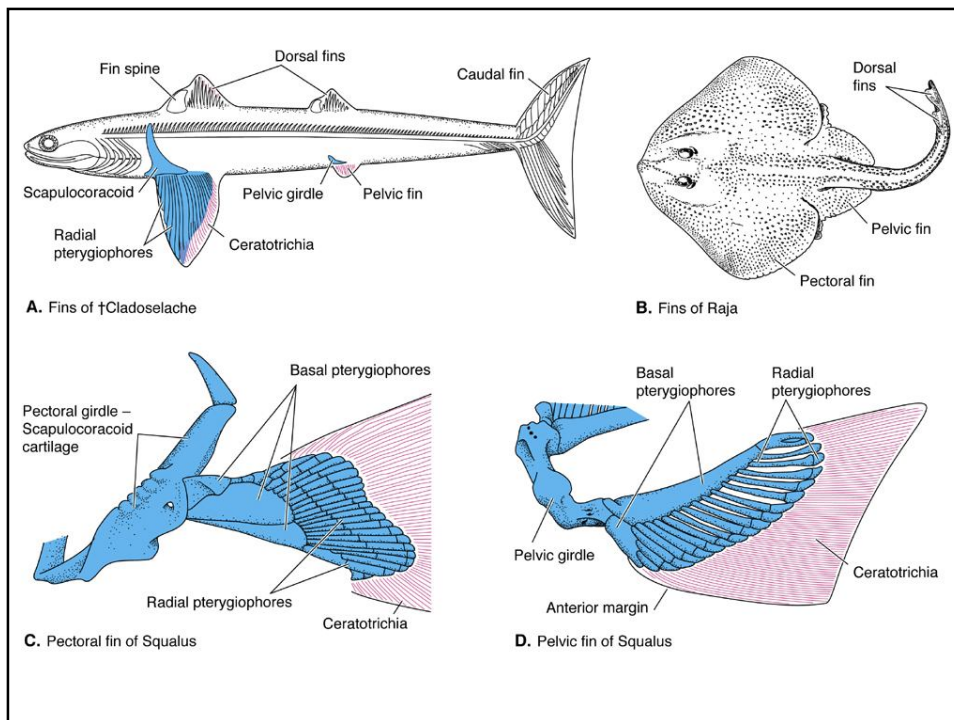 Fin spine
Dorsal fins
Caudal fin
Scapulocoracoid
Pelvic girdle
Pelvic fin
Radial
pterygiophores
Ceratotrichia
A. Fins of †Cladoselache
Dorsal
fins
Pelvic fin
Pectoral fin
B. Fins of Raja
Pectoral girdle –
Scapulocoracoid
cartilage
Basal pterygiophores
Radial pterygiophores
Ceratotrichia
C. Pectoral fin of Squalus
Basal
pterygiophores
Radial
pterygiophores
Pelvic girdle
Ceratotrichia
Anterior margin
D. Pelvic fin of Squalus